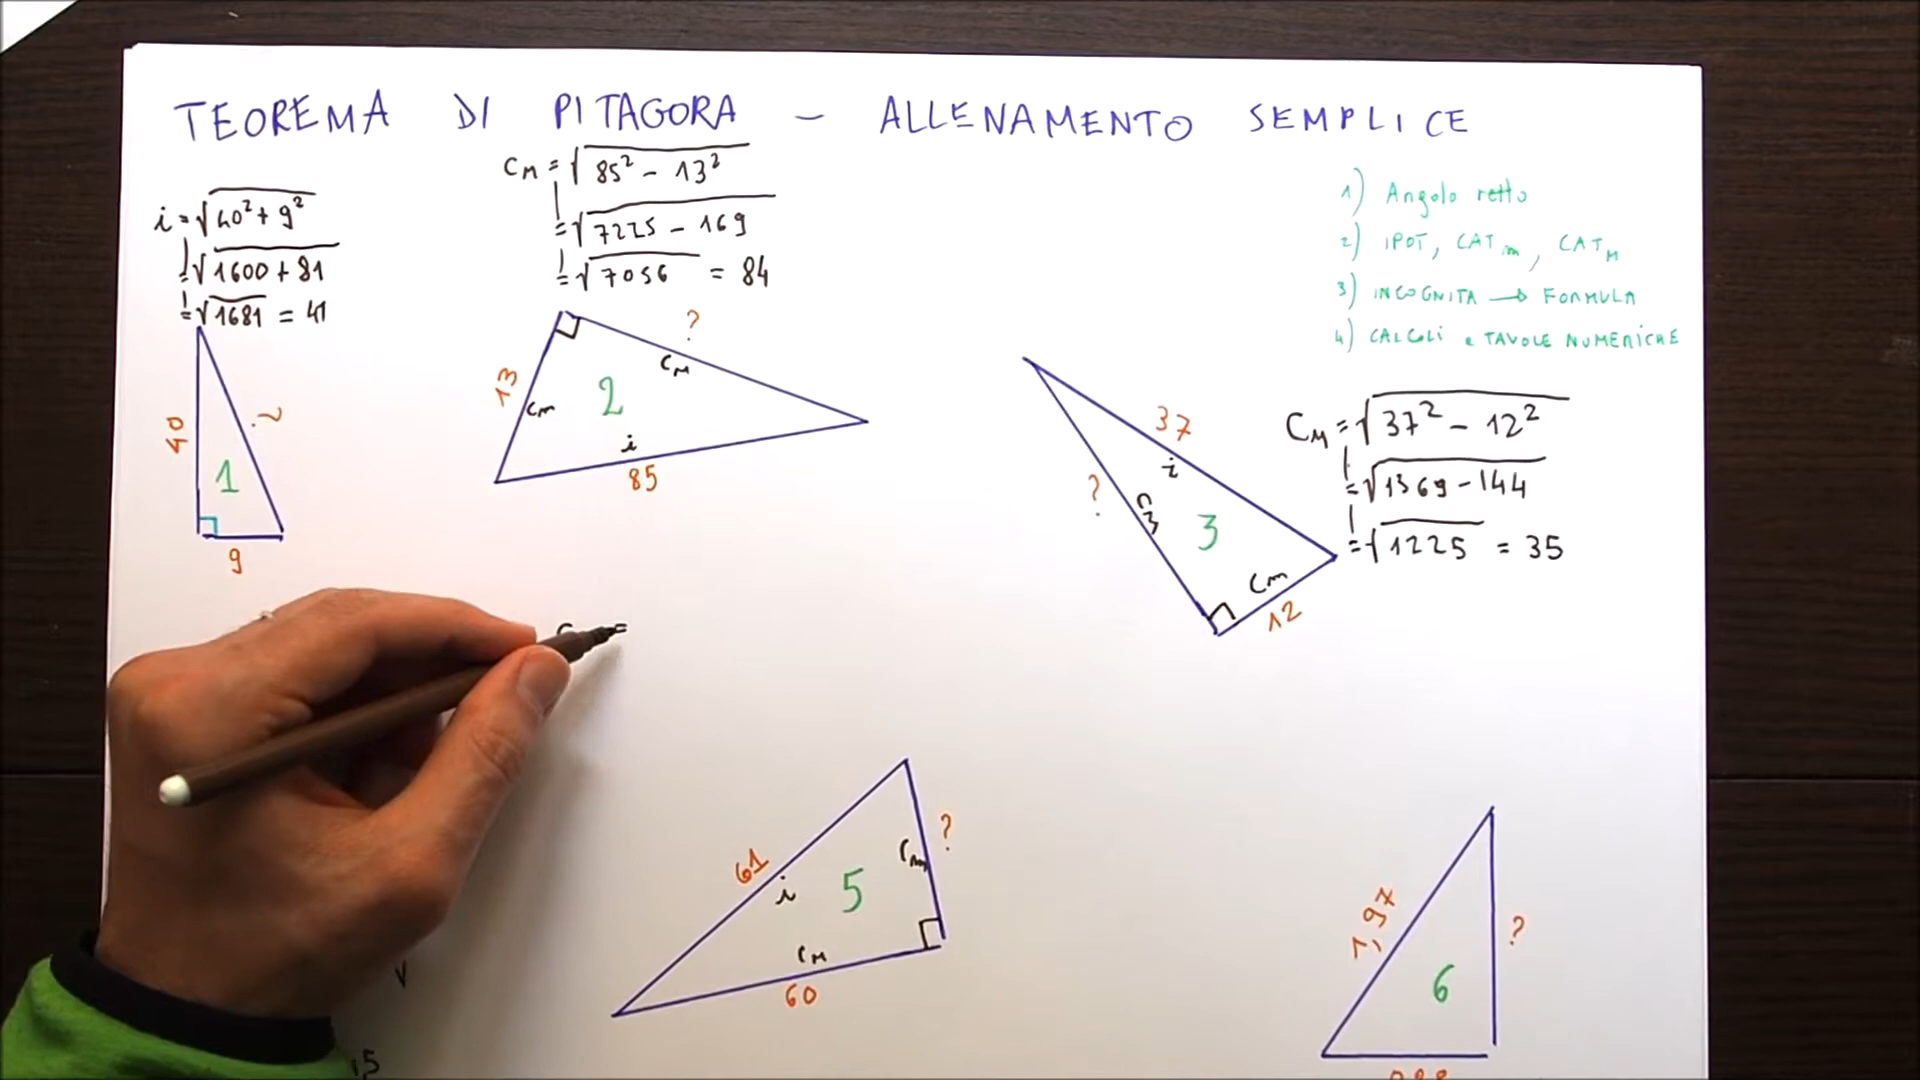 TEOREMA DI PITAGORA - ALLENAMENTO SEMPLICE
i = √40² + 9²
= √1600 + 81
= √1681 = 41
40
?
1
9
CM = √85² - 13²
= √7225 - 169
= √7056 = 84
?
CM
13
Cm
2
i
85
1) Angolo retto
2) IPOT, CATm, CATM
3) INCOGNITA → FORMULA
4) CALCOLI e TAVOLE NUMERICHE
37
i
?
CM
3
Cm
12
CM = √37² - 12²
= √1369 - 144
= √1225 = 35
=
61
i
5
Cm
?
CM
60
1,97
?
6
,5